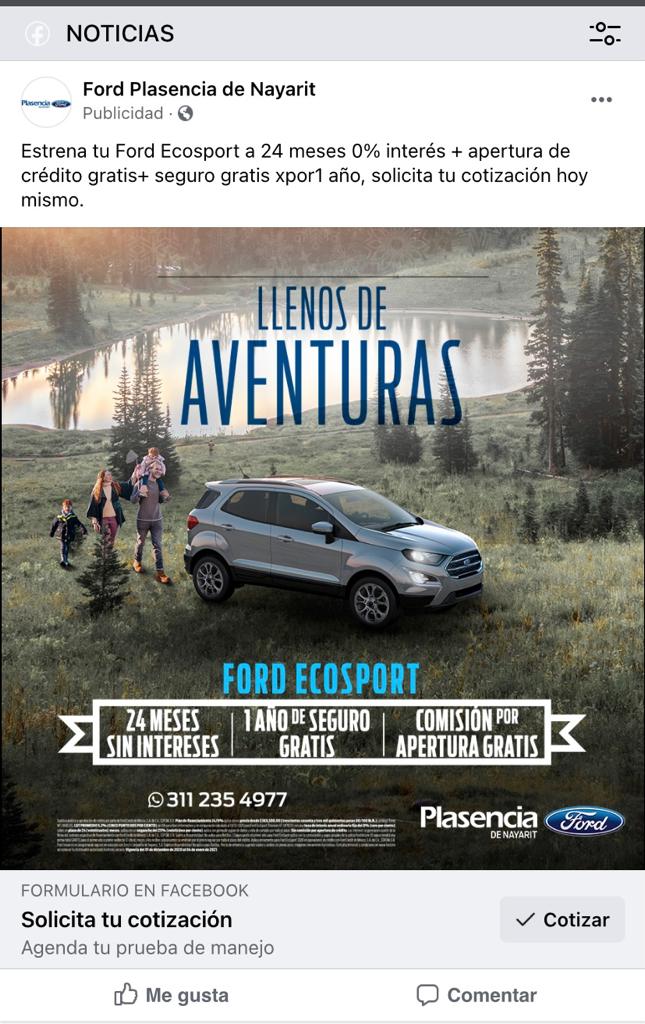 NOTICIAS
Ford Plasencia de Nayarit
Publicidad ·
Estrena tu Ford Ecosport a 24 meses 0% interés + apertura de
crédito gratis+ seguro gratis xpor1 año, solicita tu cotización hoy
mismo.
LLENOS DE
AVENTURAS
FORD ECOSPORT
24 MESES
SIN INTERESES
1 AÑO DE SEGURO
GRATIS
COMISIÓN POR
APERTURA GRATIS
311 235 4977
Plasencia
DE NAYARIT
Ford
FORMULARIO EN FACEBOOK
Solicita tu cotización
Agenda tu prueba de manejo
Cotizar
Me gusta
Comentar